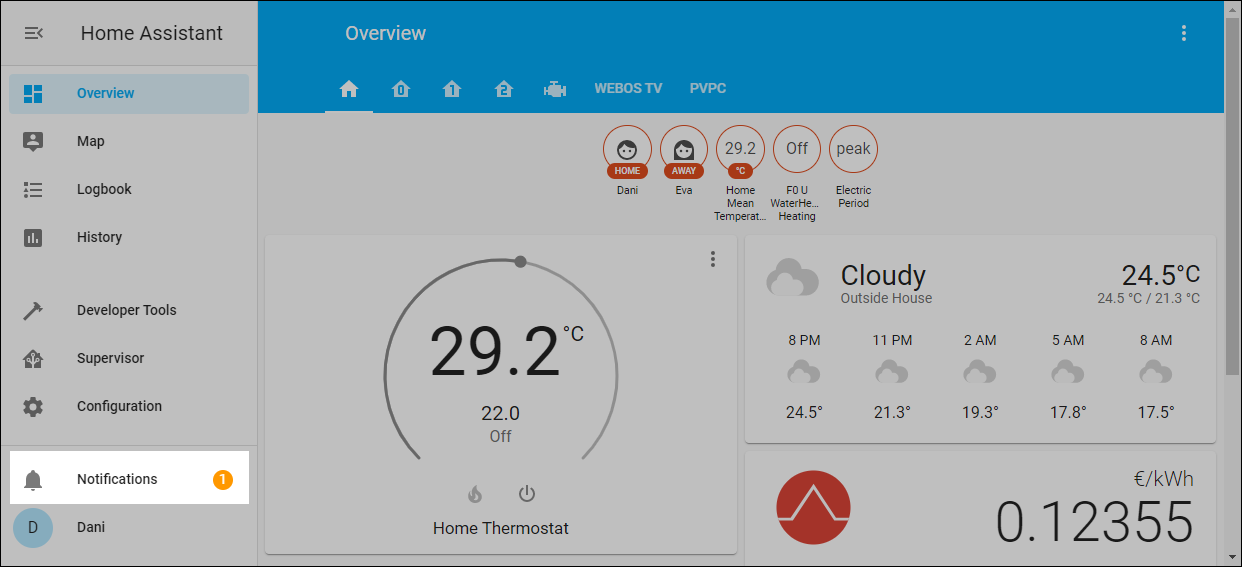 Home Assistant
Overview
Map
Logbook
History
Developer Tools
Supervisor
Configuration
Notifications 1
D Dani
Overview
0 1 2 WEBOS TV PVPC
29.2 Off peak
HOME AWAY °C
Dani Eva Home F0 U Electric
Mean WaterHe... Period
Temperat... Heating
29.2 °C
22.0
Off
Home Thermostat
Cloudy 24.5°C
Outside House 24.5 °C / 21.3 °C
8 PM 11 PM 2 AM 5 AM 8 AM
24.5° 21.3° 19.3° 17.8° 17.5°
€/kWh
0.12355